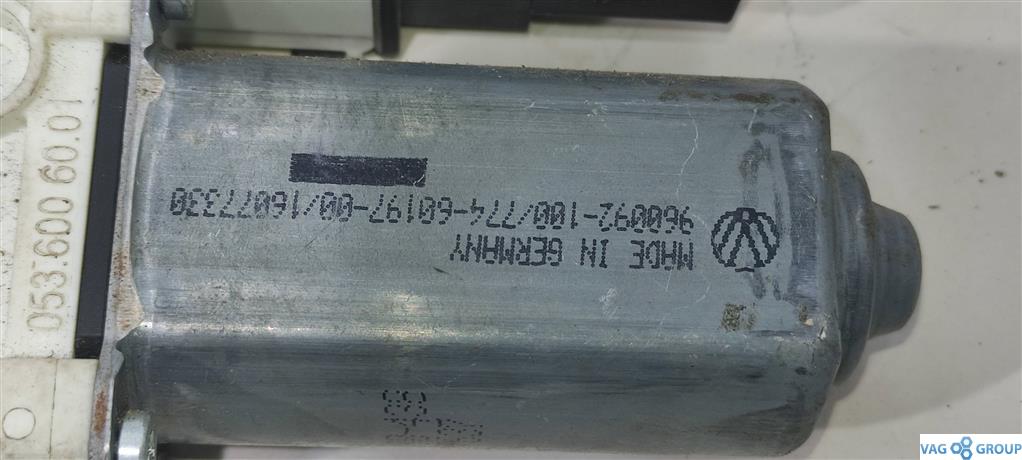 960092-100/774-60197-00/16077330
MADE IN GERMANY
053.600 60.01
VAG GROUP